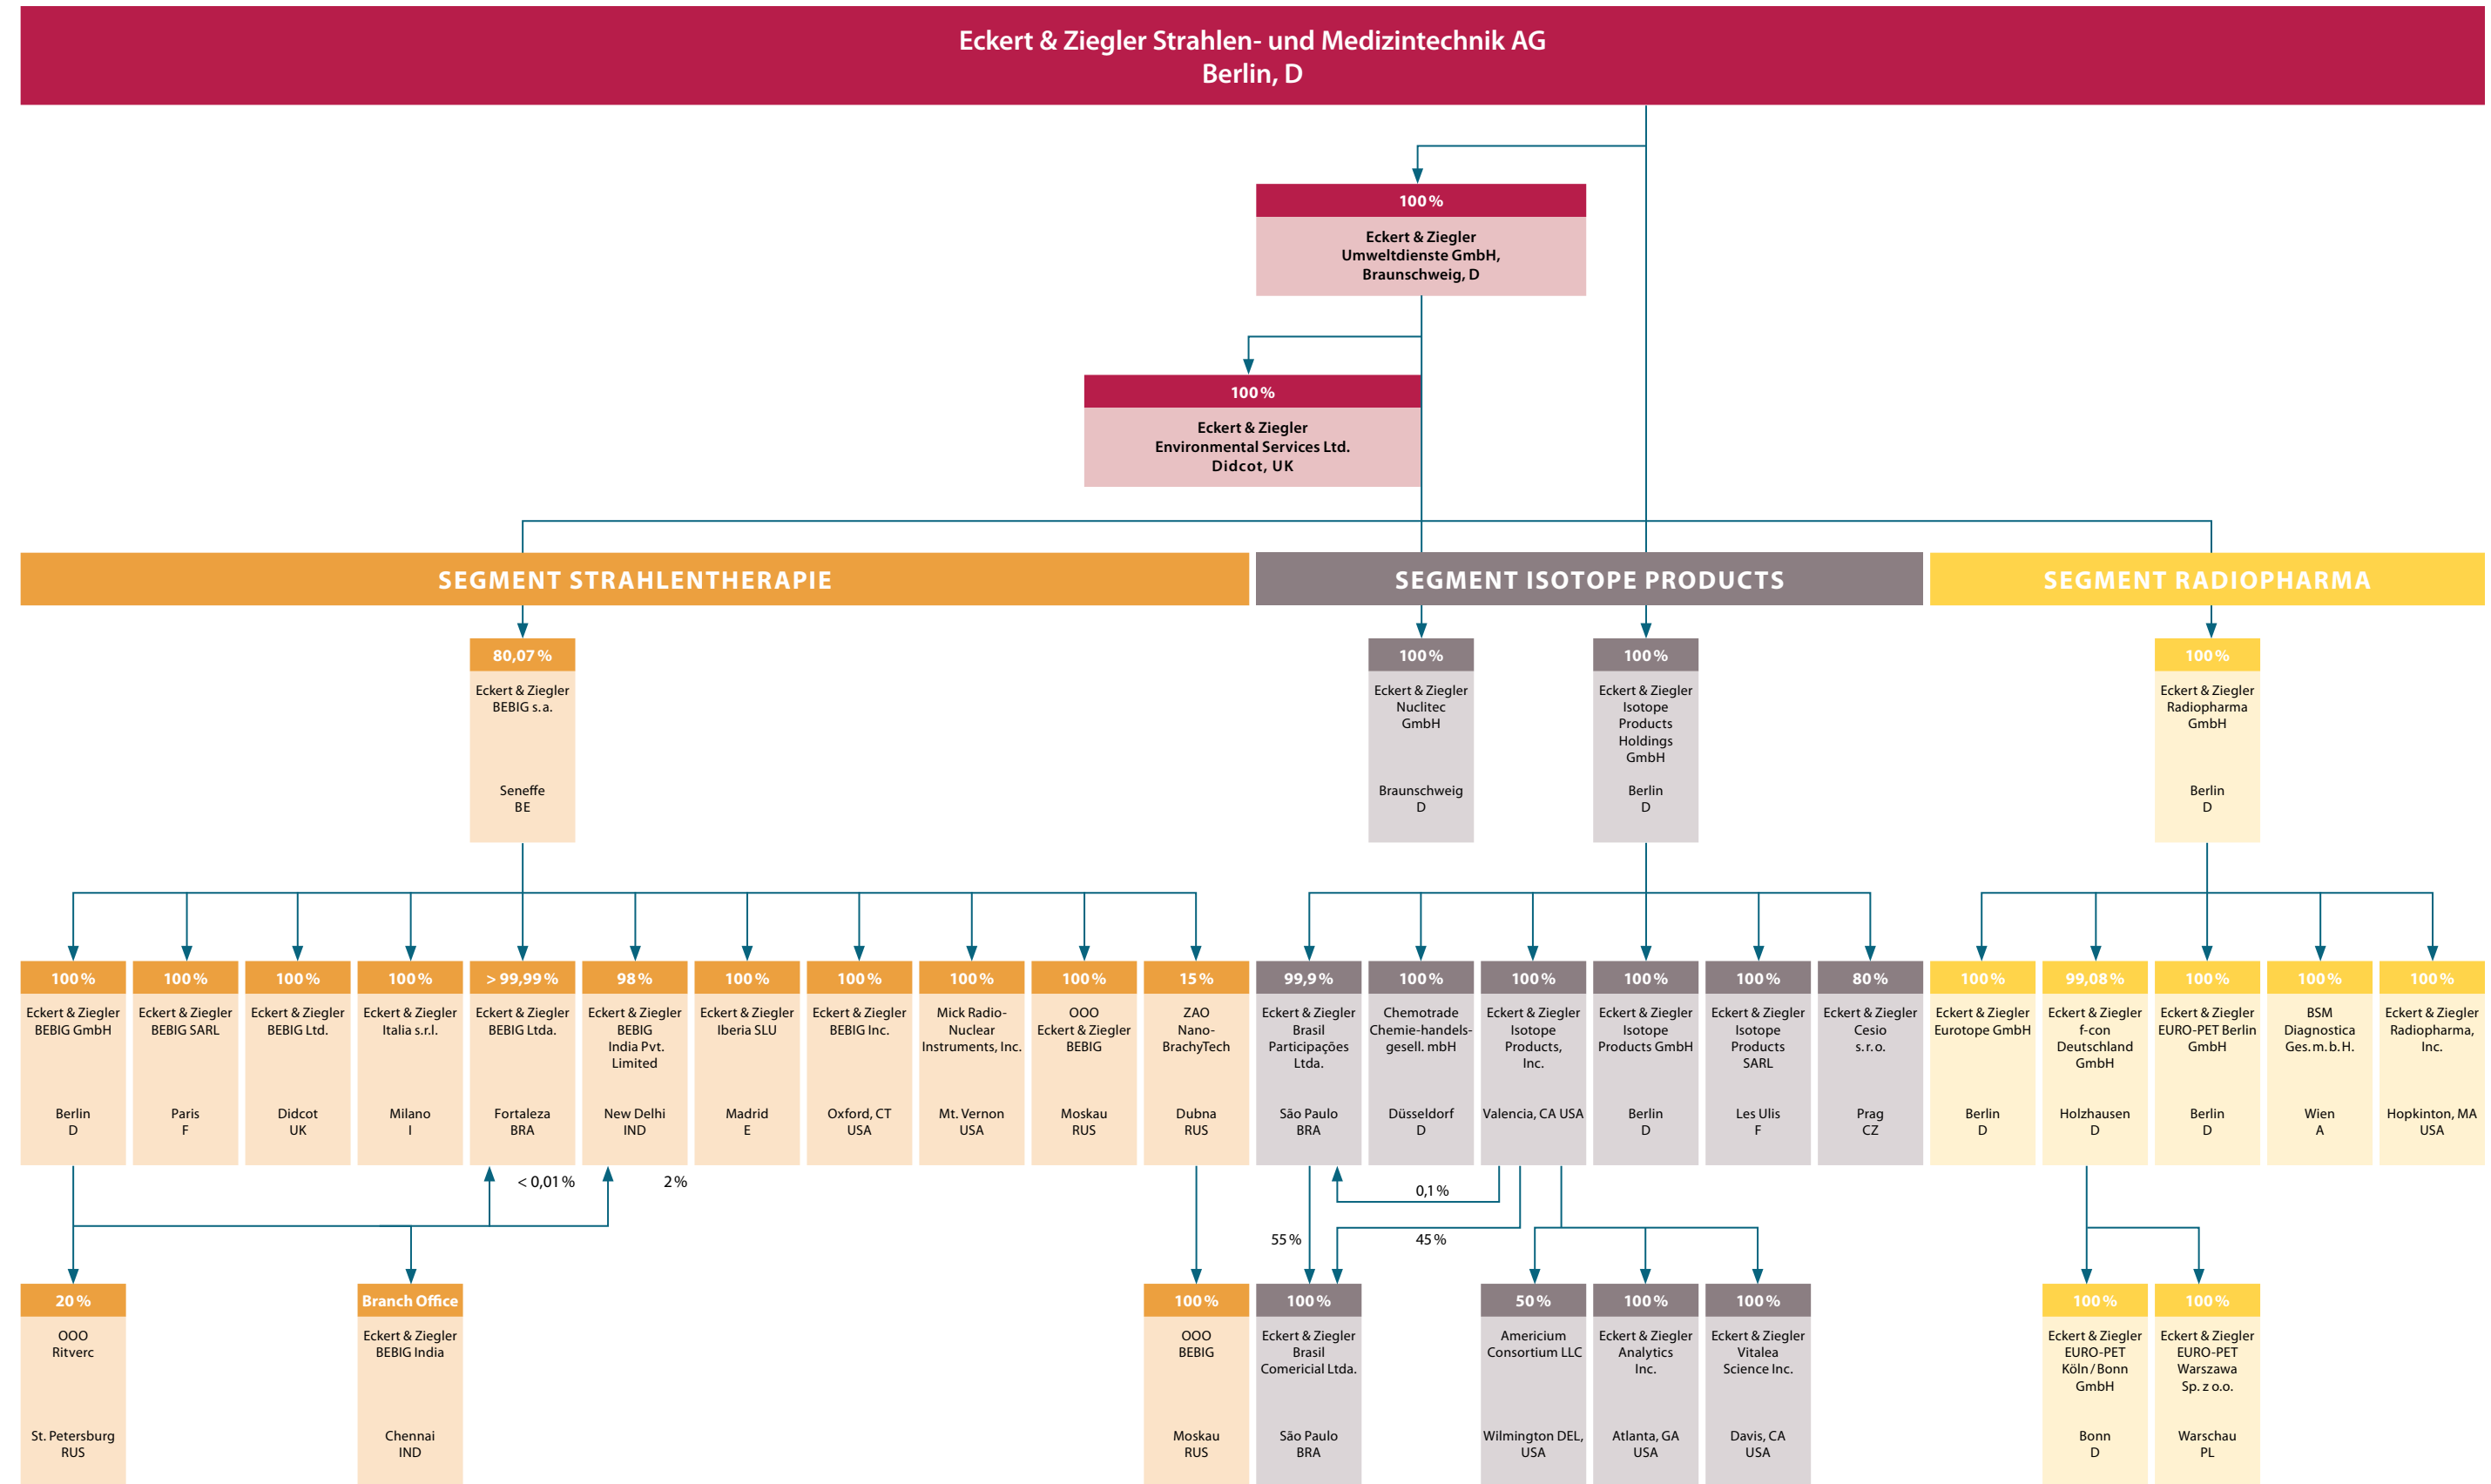 Eckert & Ziegler Strahlen- und Medizintechnik AG
Berlin, D
100 %
Eckert & Ziegler
Umweltdienste GmbH,
Braunschweig, D
100 %
Eckert & Ziegler
Environmental Services Ltd.
Didcot, UK
SEGMENT STRAHLENTHERAPIE
SEGMENT ISOTOPE PRODUCTS
SEGMENT RADIOPHARMA
80,07 %
Eckert & Ziegler
BEBIG s. a.
Seneffe
BE
100 %
Eckert & Ziegler
Nuclitec
GmbH
Braunschweig
D
100 %
Eckert & Ziegler
Isotope
Products
Holdings
GmbH
Berlin
D
100 %
Eckert & Ziegler
Radiopharma
GmbH
Berlin
D
100 %
Eckert & Ziegler
BEBIG GmbH
Berlin
D
100 %
Eckert & Ziegler
BEBIG SARL
Paris
F
100 %
Eckert & Ziegler
BEBIG Ltd.
Didcot
UK
100 %
Eckert & Ziegler
Italia s.r.l.
Milano
I
> 99,99 %
Eckert & Ziegler
BEBIG Ltda.
Fortaleza
BRA
98 %
Eckert & Ziegler
BEBIG
India Pvt.
Limited
New Delhi
IND
100 %
Eckert & Ziegler
Iberia SLU
Madrid
E
100 %
Eckert & Ziegler
BEBIG Inc.
Oxford, CT
USA
100 %
Mick Radio-
Nuclear
Instruments, Inc.
Mt. Vernon
USA
100 %
OOO
Eckert & Ziegler
BEBIG
Moskau
RUS
15 %
ZAO
Nano-
BrachyTech
Dubna
RUS
99,9 %
Eckert & Ziegler
Brasil
Participações
Ltda.
São Paulo
BRA
100 %
Chemotrade
Chemie-handels-
gesell. mbH
Düsseldorf
D
100 %
Eckert & Ziegler
Isotope
Products,
Inc.
Valencia, CA USA
100 %
Eckert & Ziegler
Isotope
Products GmbH
Berlin
D
100 %
Eckert & Ziegler
Isotope
Products
SARL
Les Ulis
F
80 %
Eckert & Ziegler
Cesio
s. r. o.
Prag
CZ
100 %
Eckert & Ziegler
Eurotope GmbH
Berlin
D
99,08 %
Eckert & Ziegler
f-con
Deutschland
GmbH
Holzhausen
D
100 %
Eckert & Ziegler
EURO-PET Berlin
GmbH
Berlin
D
100 %
BSM
Diagnostica
Ges. m. b. H.
Wien
A
100 %
Eckert & Ziegler
Radiopharma,
Inc.
Hopkinton, MA
USA
< 0,01 %
2 %
0,1 %
55 %
45 %
20 %
OOO
Ritverc
St. Petersburg
RUS
Branch Office
Eckert & Ziegler
BEBIG India
Chennai
IND
100 %
OOO
BEBIG
Moskau
RUS
100 %
Eckert & Ziegler
Brasil
Comericial Ltda.
São Paulo
BRA
50 %
Americium
Consortium LLC
Wilmington DEL,
USA
100 %
Eckert & Ziegler
Analytics
Inc.
Atlanta, GA
USA
100 %
Eckert & Ziegler
Vitalea
Science Inc.
Davis, CA
USA
100 %
Eckert & Ziegler
EURO-PET
Köln / Bonn
GmbH
Bonn
D
100 %
Eckert & Ziegler
EURO-PET
Warszawa
Sp. z o.o.
Warschau
PL